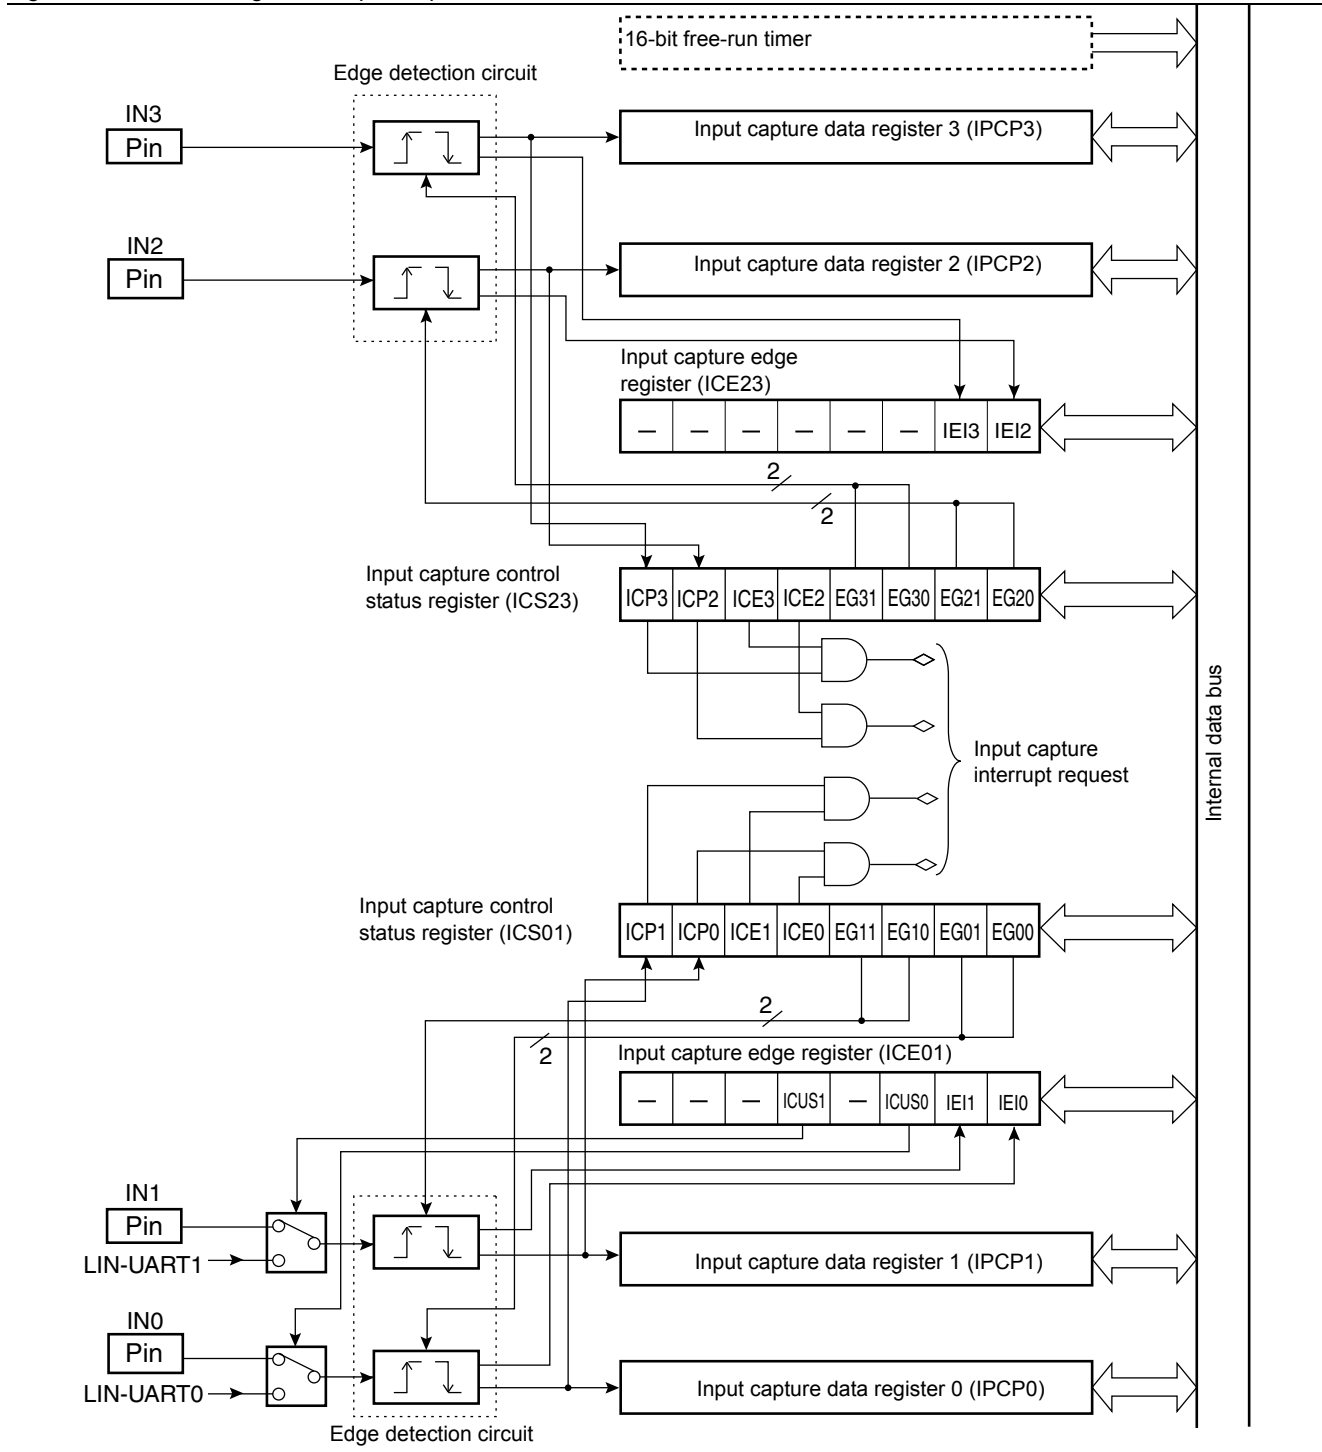 16-bit free-run timer
Edge detection circuit
IN3
Pin
Input capture data register 3 (IPCP3)
IN2
Pin
Input capture data register 2 (IPCP2)
Input capture edge
register (ICE23)
— — — — — — IEI3 IEI2
2
2
Input capture control
status register (ICS23)
ICP3 ICP2 ICE3 ICE2 EG31 EG30 EG21 EG20
Input capture
interrupt request
Internal data bus
Input capture control
status register (ICS01)
ICP1 ICP0 ICE1 ICE0 EG11 EG10 EG01 EG00
2
2
Input capture edge register (ICE01)
— — — ICUS1 — ICUS0 IEI1 IEI0
IN1
Pin
LIN-UART1
Input capture data register 1 (IPCP1)
IN0
Pin
LIN-UART0
Input capture data register 0 (IPCP0)
Edge detection circuit